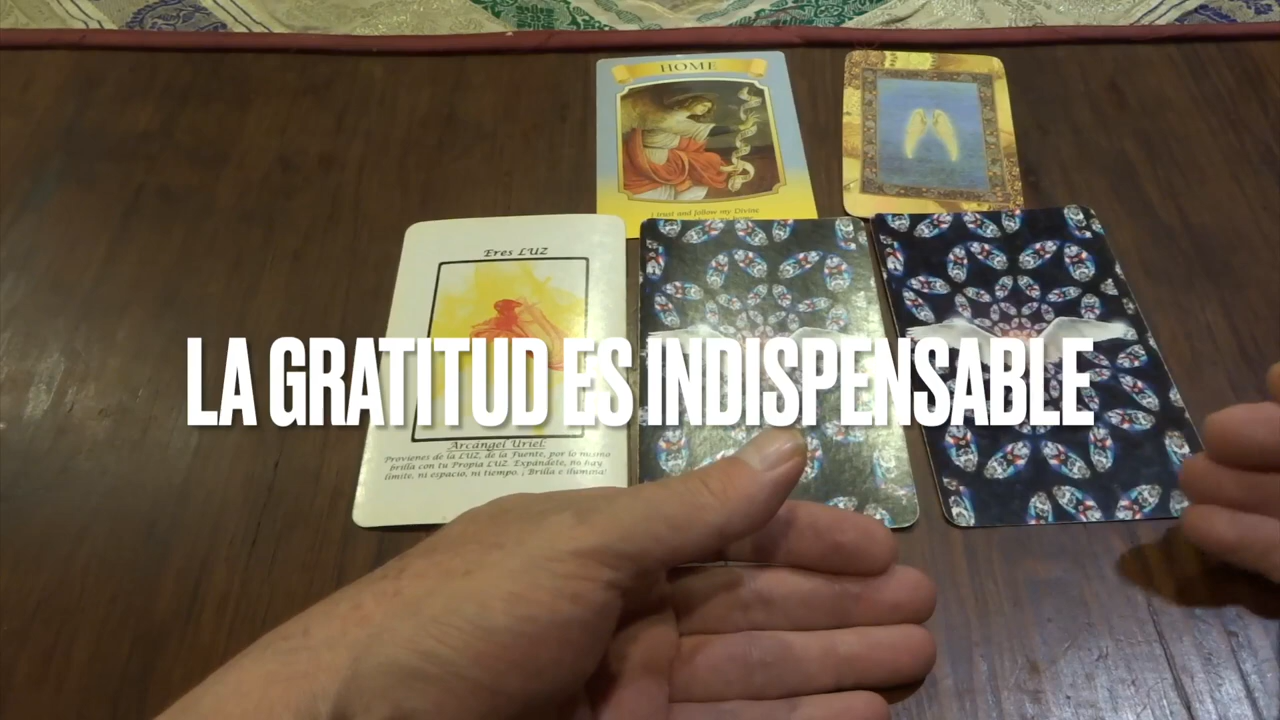 HOME
I trust and follow my Divine
Eres LUZ
LA GRATITUD ES INDISPENSABLE
Arcángel Uriel:
Provienes de la LUZ, de la Fuente, por lo mismo
brilla con tu Propia LUZ. Expándete, no hay
límite, ni espacio, ni tiempo. ¡ Brilla e ilumina!